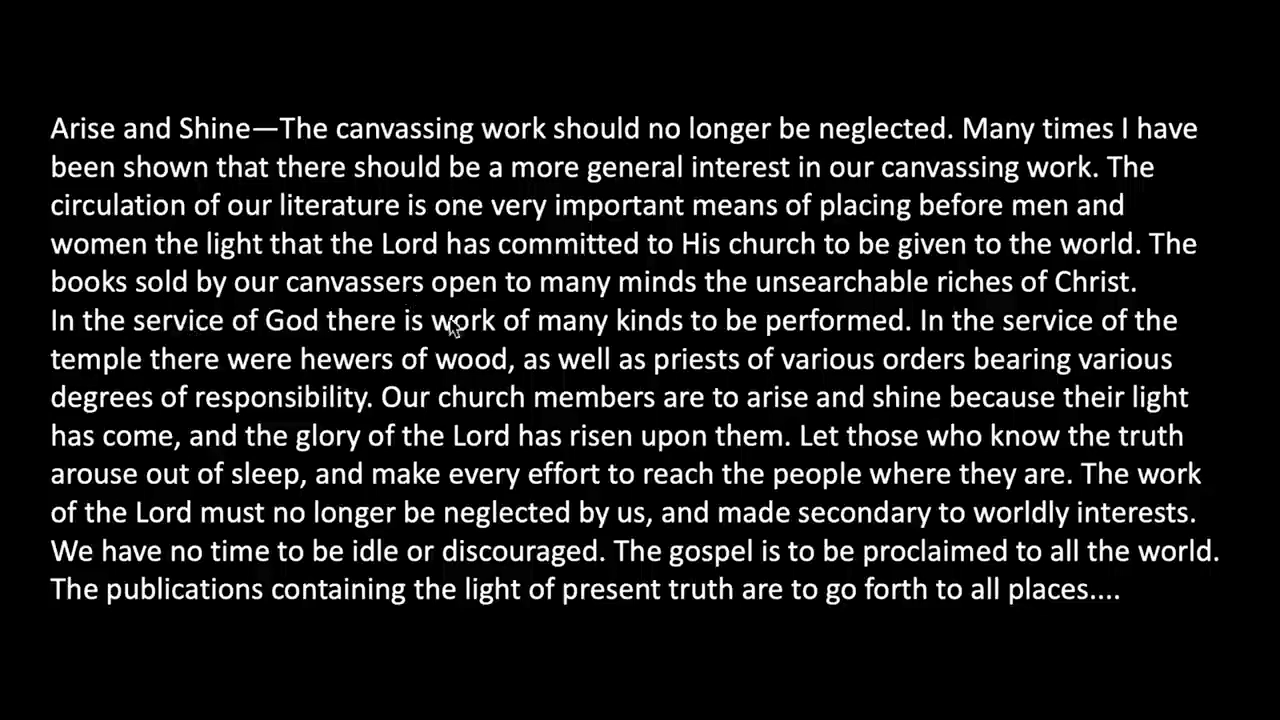 Arise and Shine—The canvassing work should no longer be neglected. Many times I have
been shown that there should be a more general interest in our canvassing work. The
circulation of our literature is one very important means of placing before men and
women the light that the Lord has committed to His church to be given to the world. The
books sold by our canvassers open to many minds the unsearchable riches of Christ.
In the service of God there is work of many kinds to be performed. In the service of the
temple there were hewers of wood, as well as priests of various orders bearing various
degrees of responsibility. Our church members are to arise and shine because their light
has come, and the glory of the Lord has risen upon them. Let those who know the truth
arouse out of sleep, and make every effort to reach the people where they are. The work
of the Lord must no longer be neglected by us, and made secondary to worldly interests.
We have no time to be idle or discouraged. The gospel is to be proclaimed to all the world.
The publications containing the light of present truth are to go forth to all places....